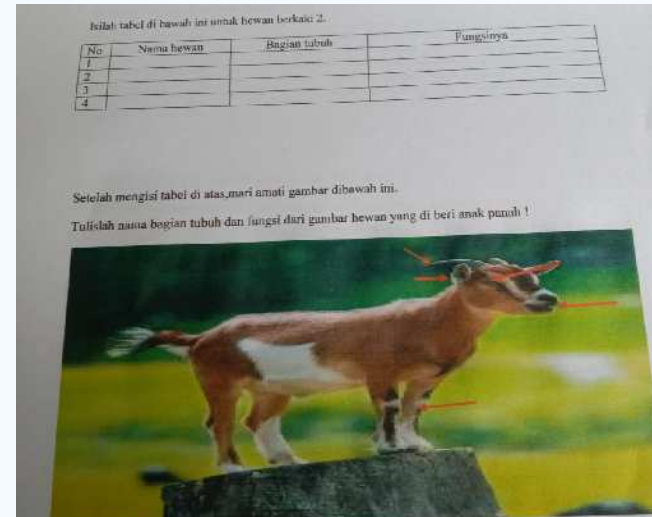 Isilah tabel di bawah ini untuk hewan berkaki 2.
No Nama hewan Bagian tubuh Fungsinya
1
2
3
4
Setelah mengisi tabel di atas,mari amati gambar dibawah ini.
Tulislah nama bagian tubuh dan fungsi dari gambar hewan yang di beri anak panah !